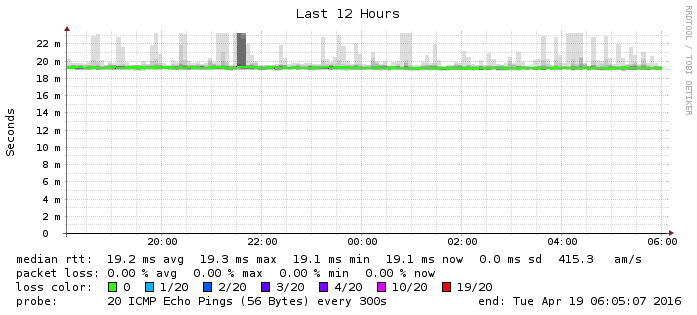 Last 12 Hours
RRDTOOL / TOBI OETIKER
Seconds
22 m
20 m
18 m
16 m
14 m
12 m
10 m
8 m
6 m
4 m
2 m
0
20:00 22:00 00:00 02:00 04:00 06:00
median rtt: 19.2 ms avg 19.3 ms max 19.1 ms min 19.1 ms now 0.0 ms sd 415.3 am/s
packet loss: 0.00 % avg 0.00 % max 0.00 % min 0.00 % now
loss color: 0 1/20 2/20 3/20 4/20 10/20 19/20
probe: 20 ICMP Echo Pings (56 Bytes) every 300s end: Tue Apr 19 06:05:07 2016